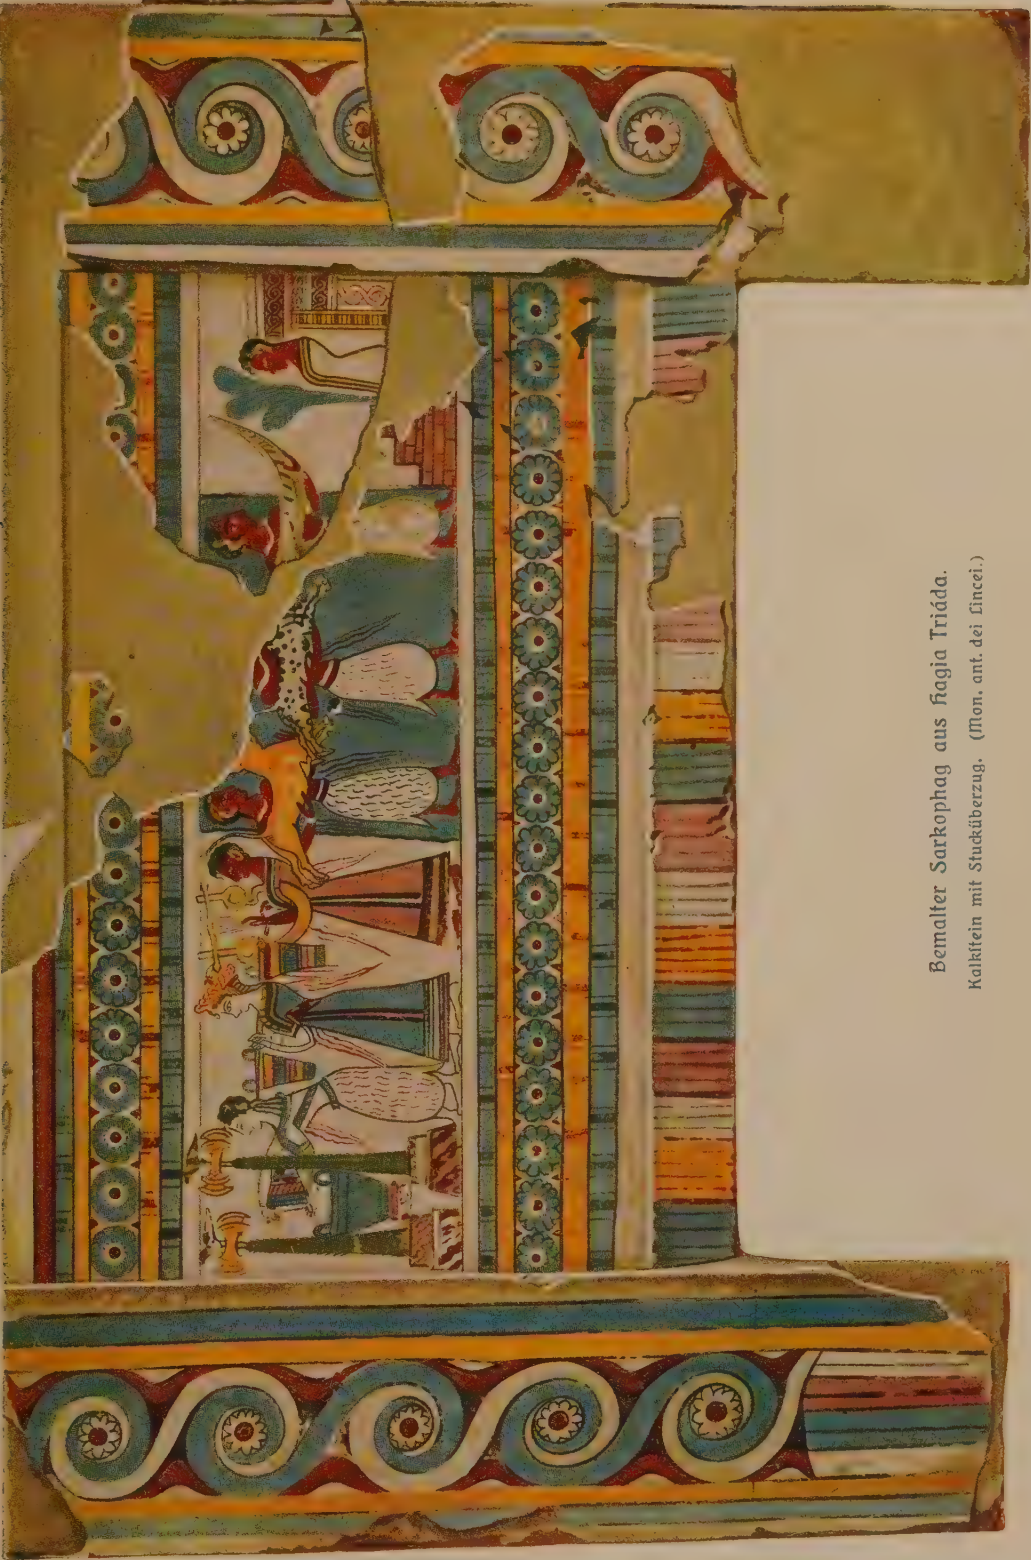 Bemalter Sarkophag aus Hagia Triáda.
Kalkſtein mit Stucküberzug. (Mon. ant. dei Lincei.)